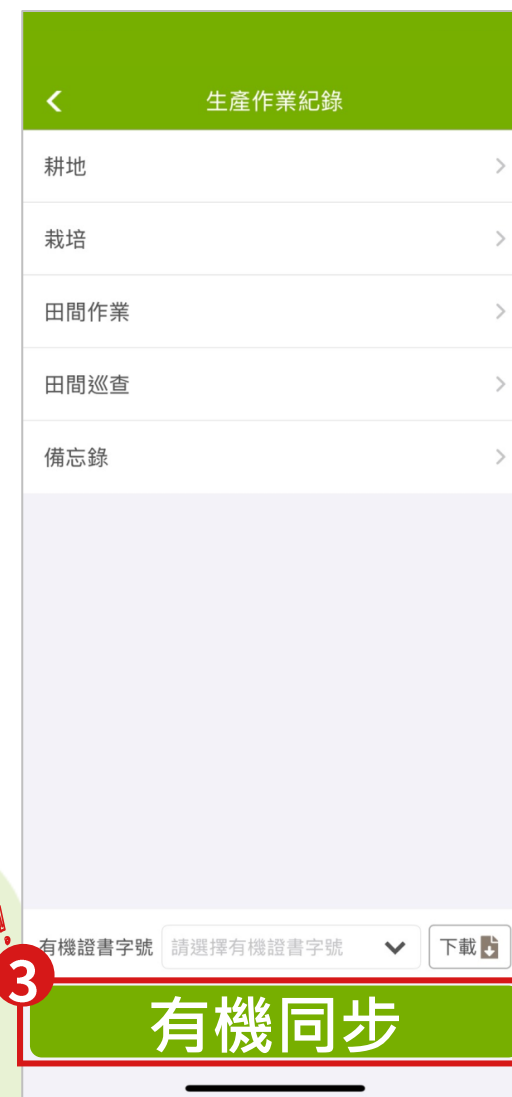 生產作業紀錄
耕地
栽培
田間作業
田間巡查
備忘錄
有機證書字號 請選擇有機證書字號 下載
3
有機同步